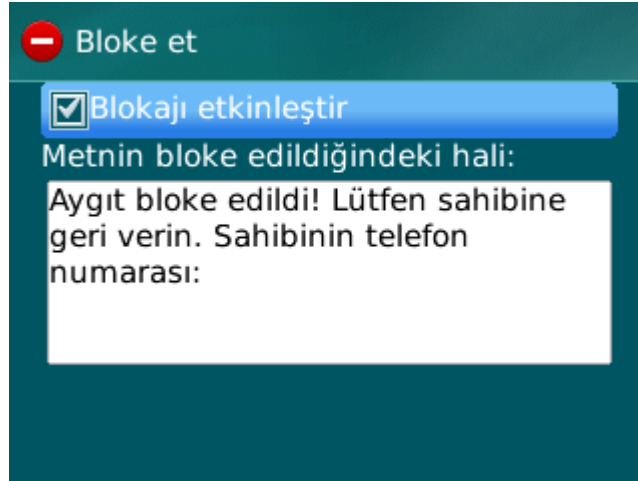 Bloke et
Blokajı etkinleştir
Metnin bloke edildiğindeki hali:
Aygıt bloke edildi! Lütfen sahibine
geri verin. Sahibinin telefon
numarası: